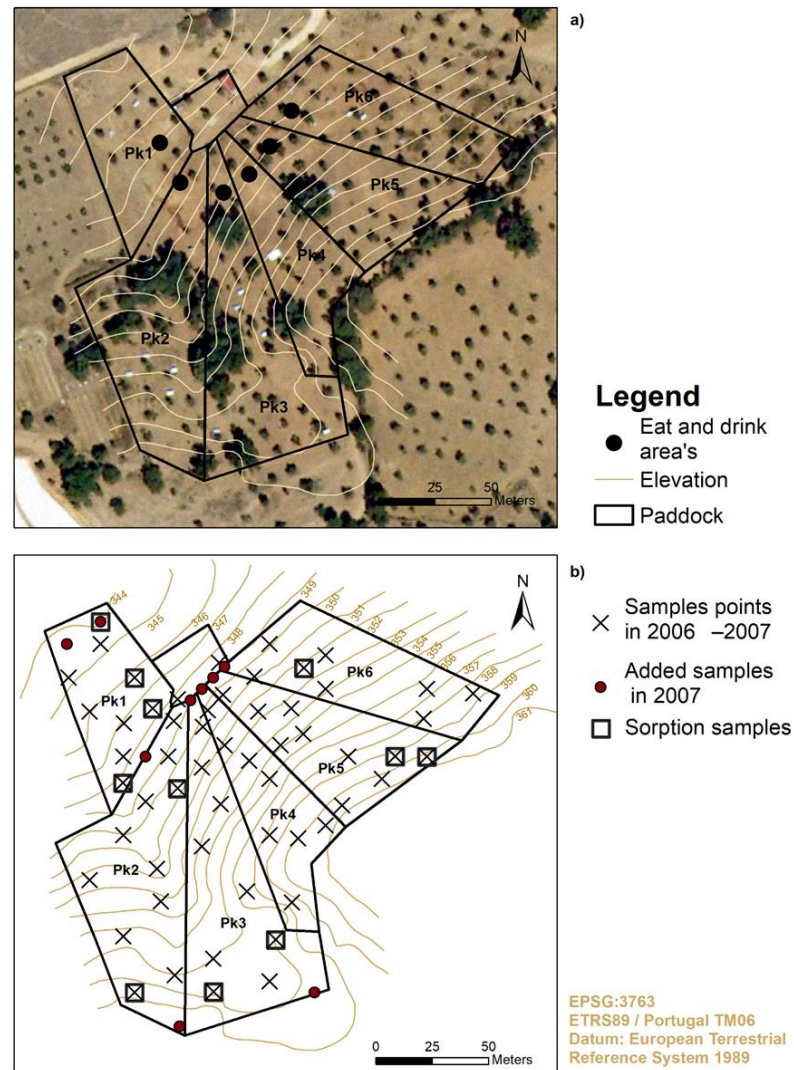 a)
N
Pk6
Pk1
Pk5
Pk4
Pk2
Pk3
25 50
Meters
Legend
Eat and drink
area's
Elevation
Paddock
b)
N
344
345
346
347
348
349
350
351
352
353
354
355
356
357
358
359
360
361
Pk6
Pk1
Pk5
Pk4
Pk2
Pk3
0 25 50
Meters
Samples points
in 2006 –2007
Added samples
in 2007
Sorption samples
EPSG:3763
ETRS89 / Portugal TM06
Datum: European Terrestrial
Reference System 1989